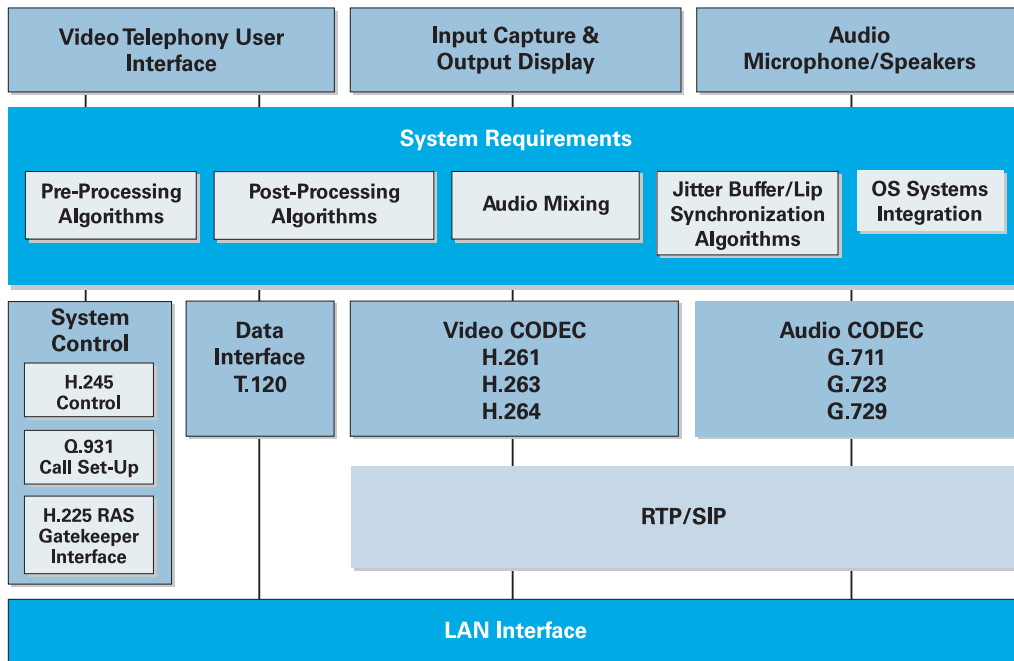 Video Telephony User
Interface
Input Capture &
Output Display
Audio
Microphone/Speakers
System Requirements
Pre-Processing
Algorithms
Post-Processing
Algorithms
Audio Mixing
Jitter Buffer/Lip
Synchronization
Algorithms
OS Systems
Integration
System
Control
H.245
Control
Q.931
Call Set-Up
H.225 RAS
Gatekeeper
Interface
Data
Interface
T.120
Video CODEC
H.261
H.263
H.264
Audio CODEC
G.711
G.723
G.729
RTP/SIP
LAN Interface